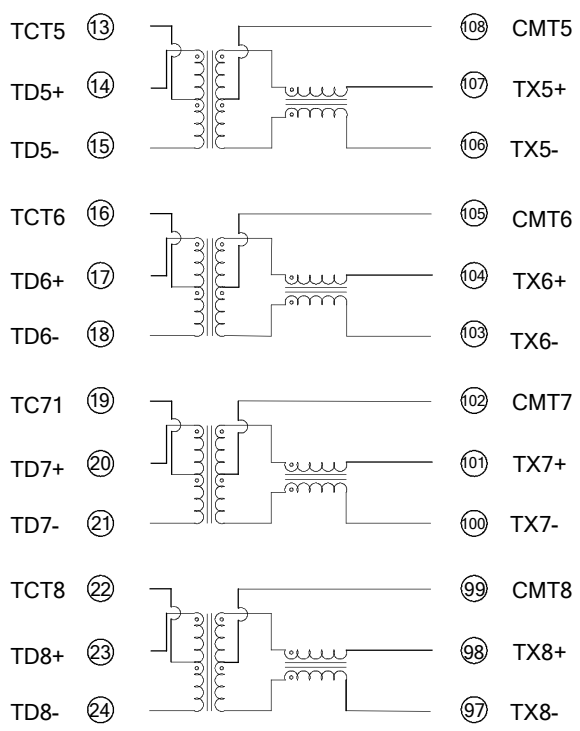 TCT5 13 108 CMT5
TD5+ 14 107 TX5+
TD5- 15 106 TX5-
TCT6 16 105 CMT6
TD6+ 17 104 TX6+
TD6- 18 103 TX6-
TC71 19 102 CMT7
TD7+ 20 101 TX7+
TD7- 21 100 TX7-
TCT8 22 99 CMT8
TD8+ 23 98 TX8+
TD8- 24 97 TX8-